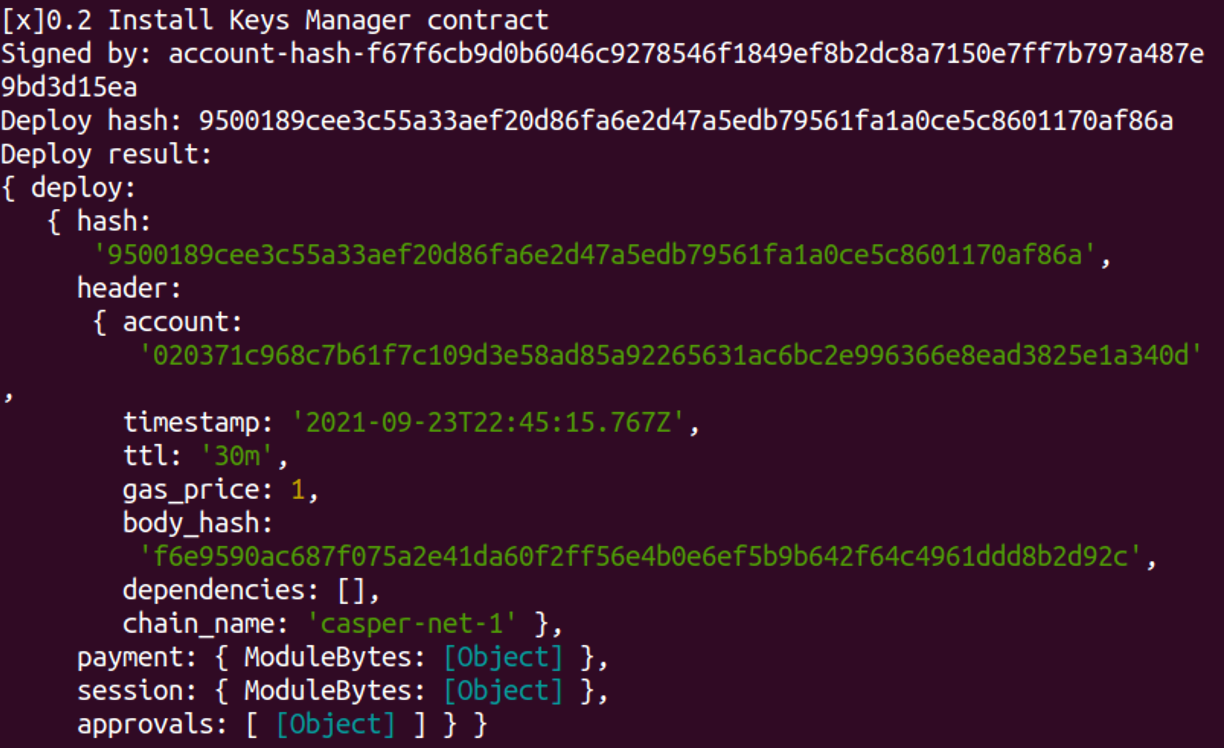 [x]0.2 Install Keys Manager contract
Signed by: account-hash-f67f6cb9d0b6046c9278546f1849ef8b2dc8a7150e7ff7b797a487e
9bd3d15ea
Deploy hash: 9500189cee3c55a33aef20d86fa6e2d47a5edb79561fa1a0ce5c8601170af86a
Deploy result:
{ deploy:
   { hash:
      '9500189cee3c55a33aef20d86fa6e2d47a5edb79561fa1a0ce5c8601170af86a',
     header:
      { account:
         '020371c968c7b61f7c109d3e58ad85a92265631ac6bc2e996366e8ead3825e1a340d'
,
        timestamp: '2021-09-23T22:45:15.767Z',
        ttl: '30m',
        gas_price: 1,
        body_hash:
         'f6e9590ac687f075a2e41da60f2ff56e4b0e6ef5b9b642f64c4961ddd8b2d92c',
        dependencies: [],
        chain_name: 'casper-net-1' },
     payment: { ModuleBytes: [Object] },
     session: { ModuleBytes: [Object] },
     approvals: [ [Object] ] } }